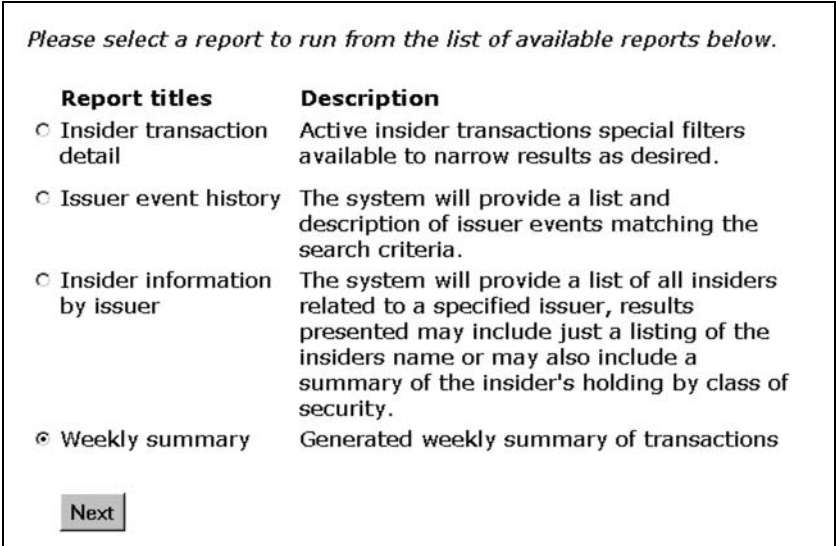 Please select a report to run from the list of available reports below.
Report titles Description
Insider transaction Active insider transactions special filters
detail available to narrow results as desired.
Issuer event history The system will provide a list and
description of issuer events matching the
search criteria.
Insider information The system will provide a list of all insiders
by issuer related to a specified issuer, results
presented may include just a listing of the
insiders name or may also include a
summary of the insider's holding by class of
security.
Weekly summary Generated weekly summary of transactions
Next